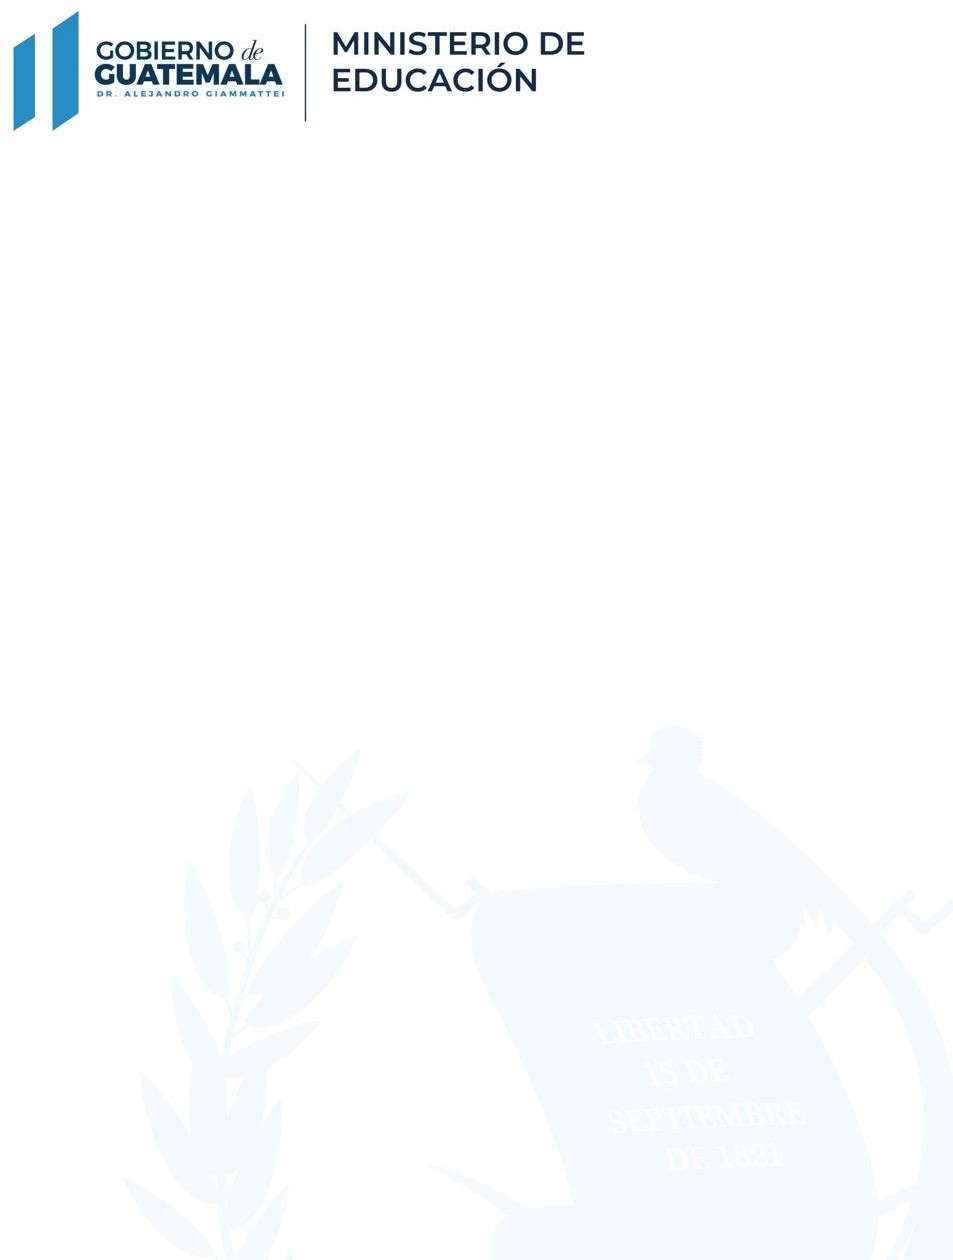 GOBIERNO de
GUATEMALA
DR. ALEJANDRO GIAMMATTEI
MINISTERIO DE
EDUCACIÓN
LIBERTAD
15 DE
SEPTIEMBRE
DE 1821